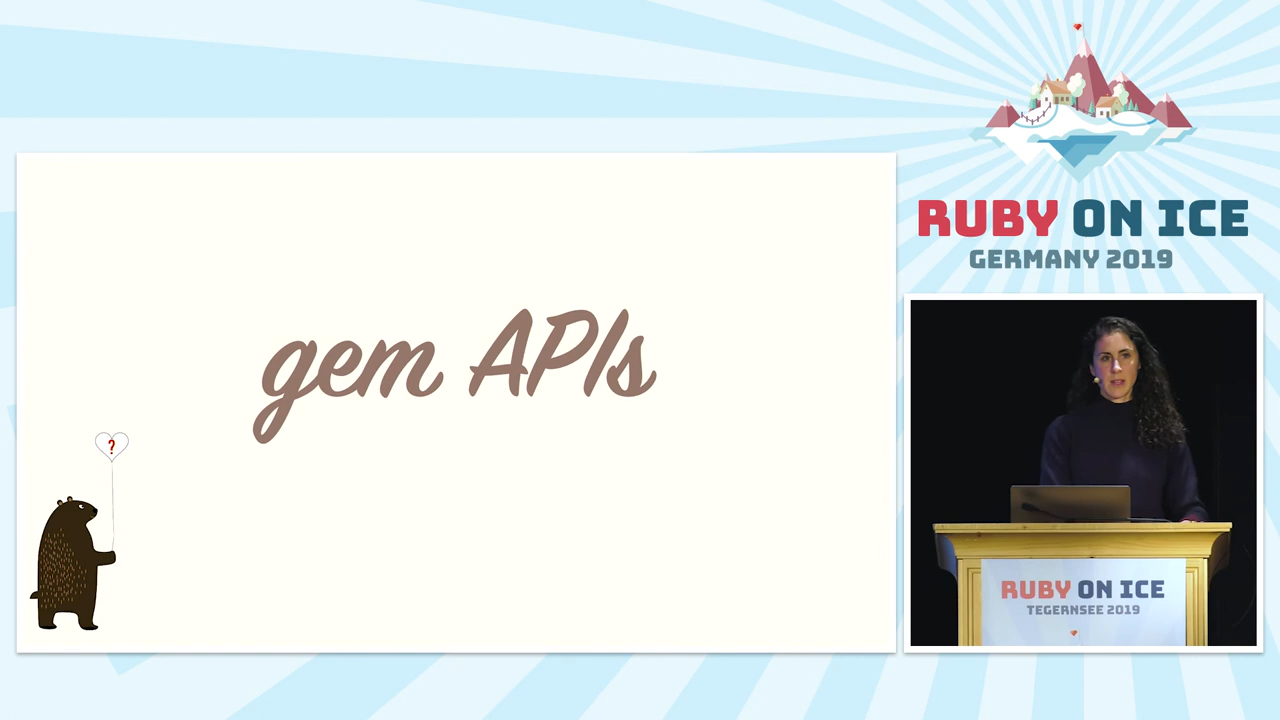 gem APIs
?
RUBY ON ICE
GERMANY 2019
RUBY ON ICE
TEGERNSEE 2019